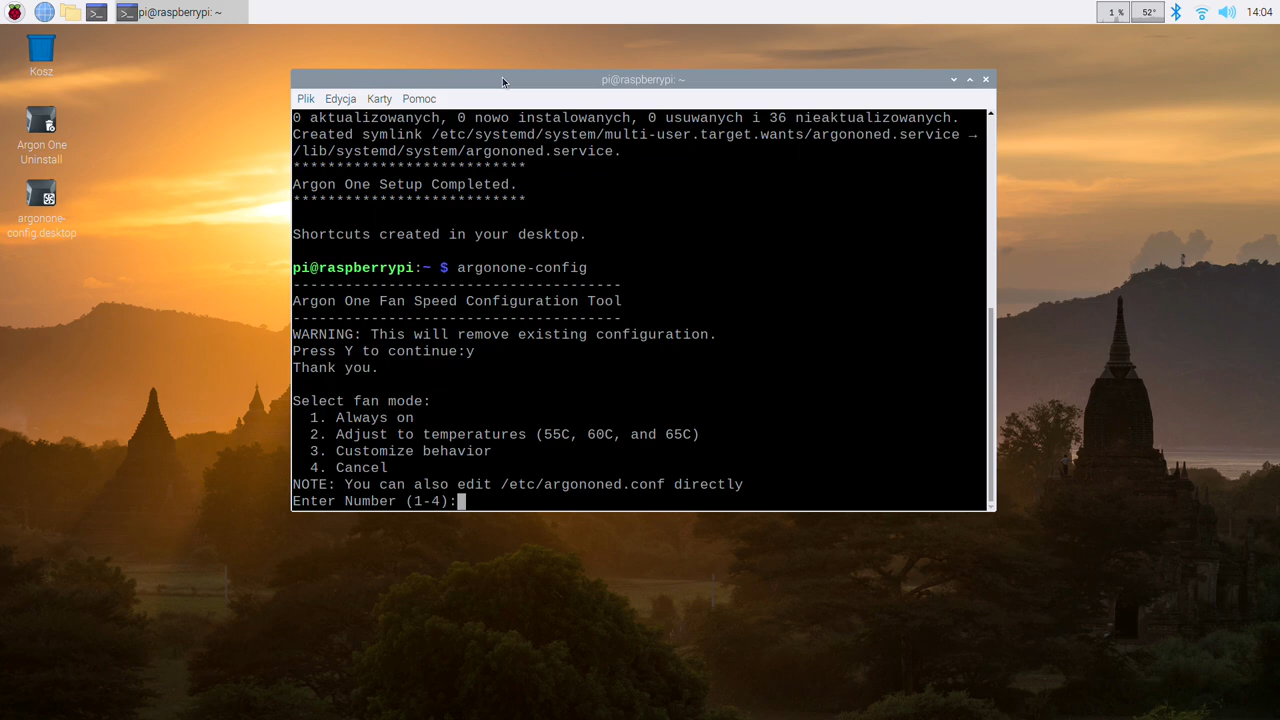 pi@raspberrypi: ~
1 %
52°
14:04
Kosz
Argon One
Uninstall
argonone-
config.desktop
pi@raspberrypi: ~
Plik Edycja Karty Pomoc
0 aktualizowanych, 0 nowo instalowanych, 0 usuwanych i 36 nieaktualizowanych.
Created symlink /etc/systemd/system/multi-user.target.wants/argononed.service →
/lib/systemd/system/argononed.service.
***************************
Argon One Setup Completed.
***************************
Shortcuts created in your desktop.
pi@raspberrypi:~ $ argonone-config
--------------------------------------
Argon One Fan Speed Configuration Tool
--------------------------------------
WARNING: This will remove existing configuration.
Press Y to continue:y
Thank you.
Select fan mode:
1. Always on
2. Adjust to temperatures (55C, 60C, and 65C)
3. Customize behavior
4. Cancel
NOTE: You can also edit /etc/argononed.conf directly
Enter Number (1-4):